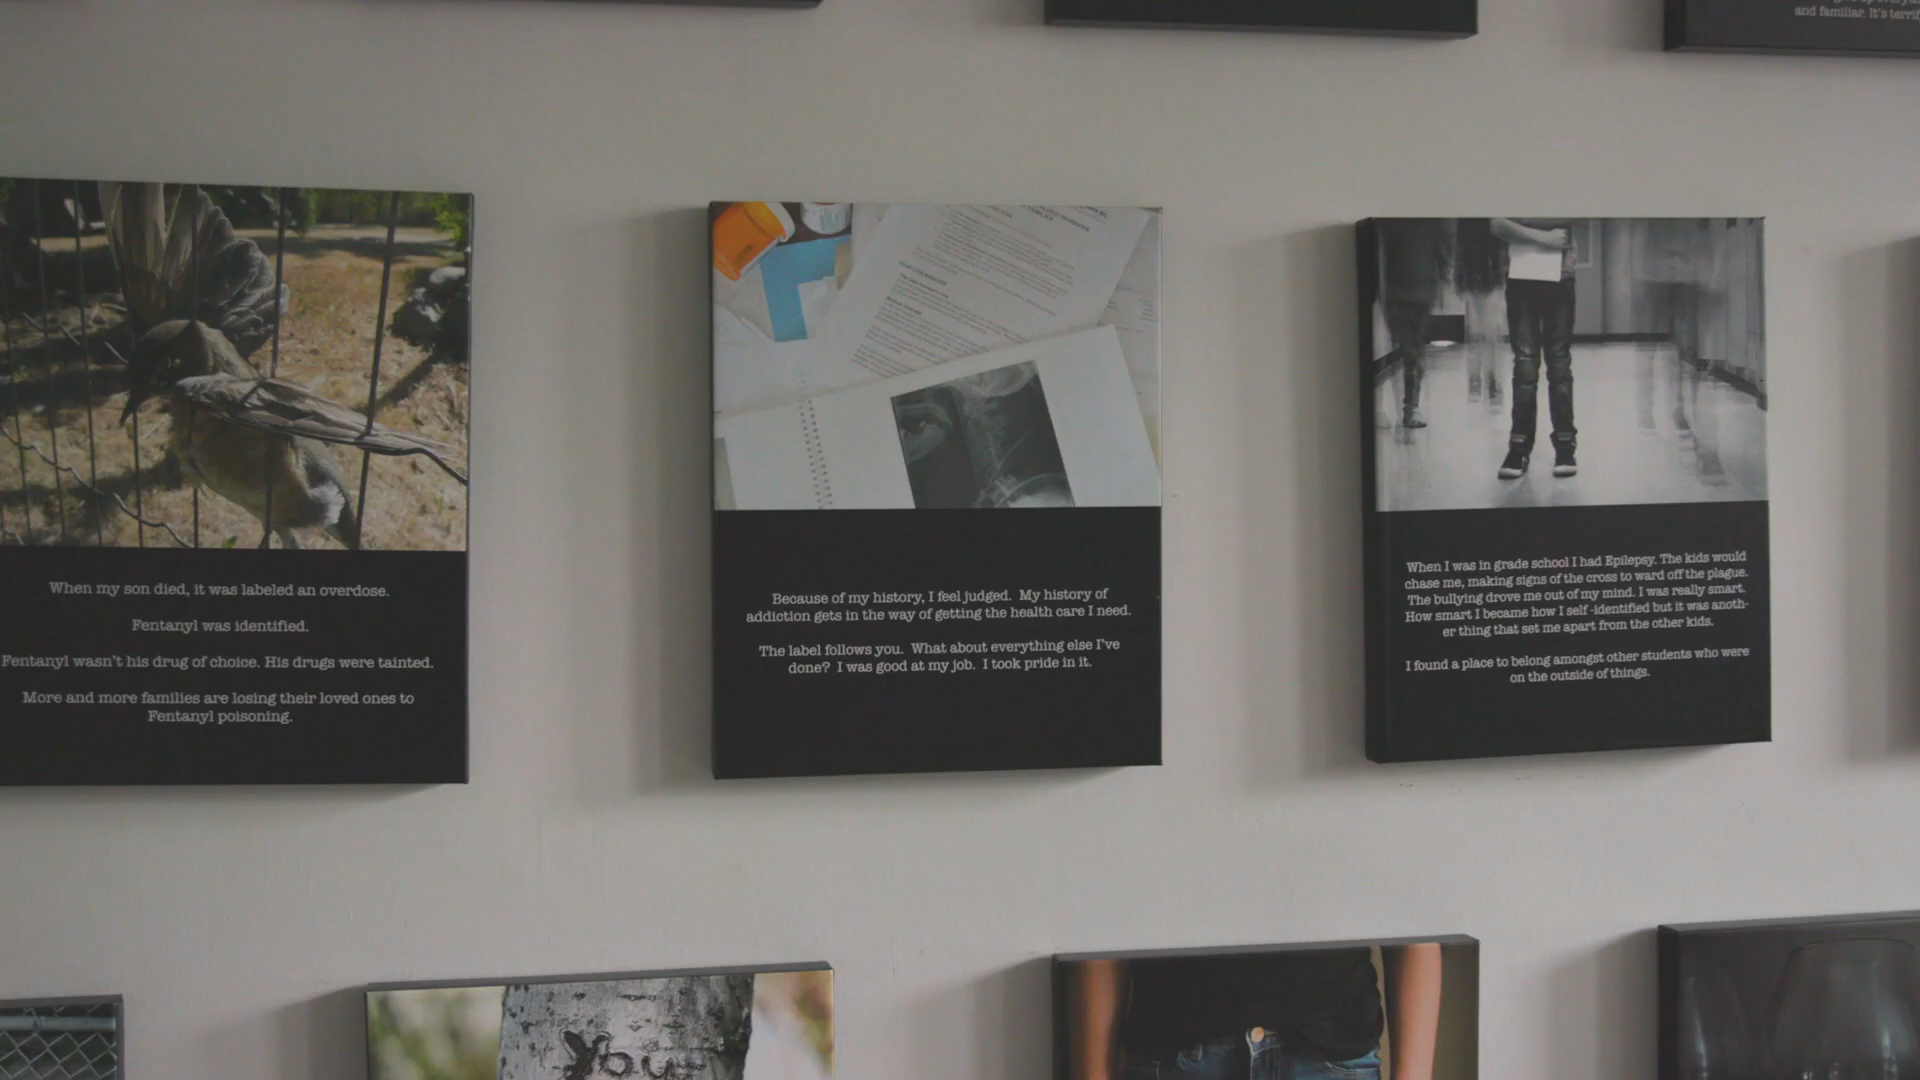 and familiar. It's
When my son died, it was labeled an overdose.
Fentanyl was identified.
Fentanyl wasn't his drug of choice. His drugs were tainted.
More and more families are losing their loved ones to
Fentanyl poisoning.
Because of my history, I feel judged. My history of
addiction gets in the way of getting the health care I need.
The label follows you. What about everything else I've
done? I was good at my job. I took pride in it.
When I was in grade school I had Epilepsy. The kids would
chase me, making signs of the cross to ward off the plague.
The bullying drove me out of my mind. I was really smart.
How smart I became how I self-identified but it was anoth-
er thing that set me apart from the other kids.
I found a place to belong amongst other students who were
on the outside of things.
You